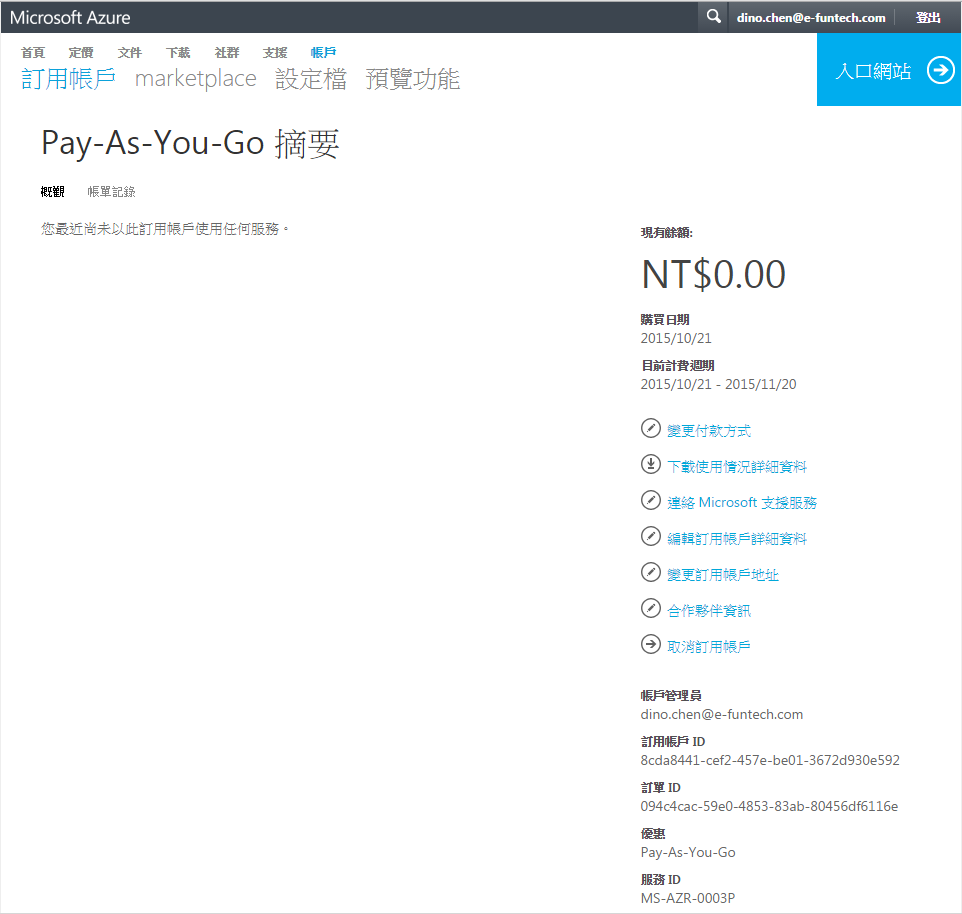 Microsoft Azure
dino.chen@e-funtech.com 登出
首頁 定價 文件 下載 社群 支援 帳戶
訂用帳戶 marketplace 設定檔 預覽功能
入口網站
Pay-As-You-Go 摘要
概觀 帳單記錄
您最近尚未以此訂用帳戶使用任何服務。
現有餘額:
NT$0.00
購買日期
2015/10/21
目前計費週期
2015/10/21 - 2015/11/20
變更付款方式
下載使用情況詳細資料
連絡 Microsoft 支援服務
編輯訂用帳戶詳細資料
變更訂用帳戶地址
合作夥伴資訊
取消訂用帳戶
帳戶管理員
dino.chen@e-funtech.com
訂用帳戶 ID
8cda8441-cef2-457e-be01-3672d930e592
訂單 ID
094c4cac-59e0-4853-83ab-80456df6116e
優惠
Pay-As-You-Go
服務 ID
MS-AZR-0003P